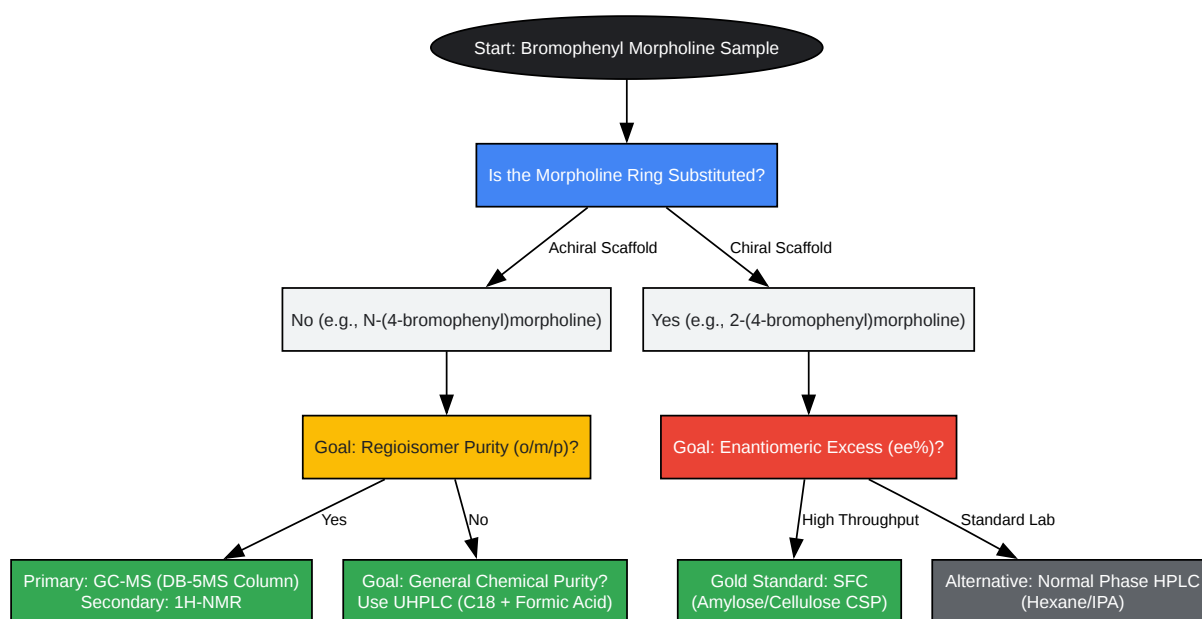 Start: Bromophenyl Morpholine Sample
Is the Morpholine Ring Substituted?
Achiral Scaffold
Chiral Scaffold
No (e.g., N-(4-bromophenyl)morpholine)
Yes (e.g., 2-(4-bromophenyl)morpholine)
Goal: Regioisomer Purity (o/m/p)?
Goal: Enantiomeric Excess (ee%)?
Yes
No
High Throughput
Standard Lab
Primary: GC-MS (DB-5MS Column)
Secondary: 1H-NMR
Goal: General Chemical Purity?
Use UHPLC (C18 + Formic Acid)
Gold Standard: SFC
(Amylose/Cellulose CSP)
Alternative: Normal Phase HPLC
(Hexane/IPA)